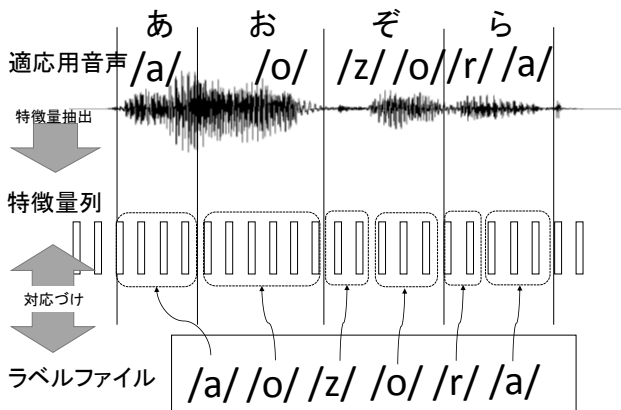 あ お ぞ ら
適応用音声 /a/ /o/ /z/ /o/ /r/ /a/
特徴量抽出
特徴量列
対応づけ
ラベルファイル /a/ /o/ /z/ /o/ /r/ /a/